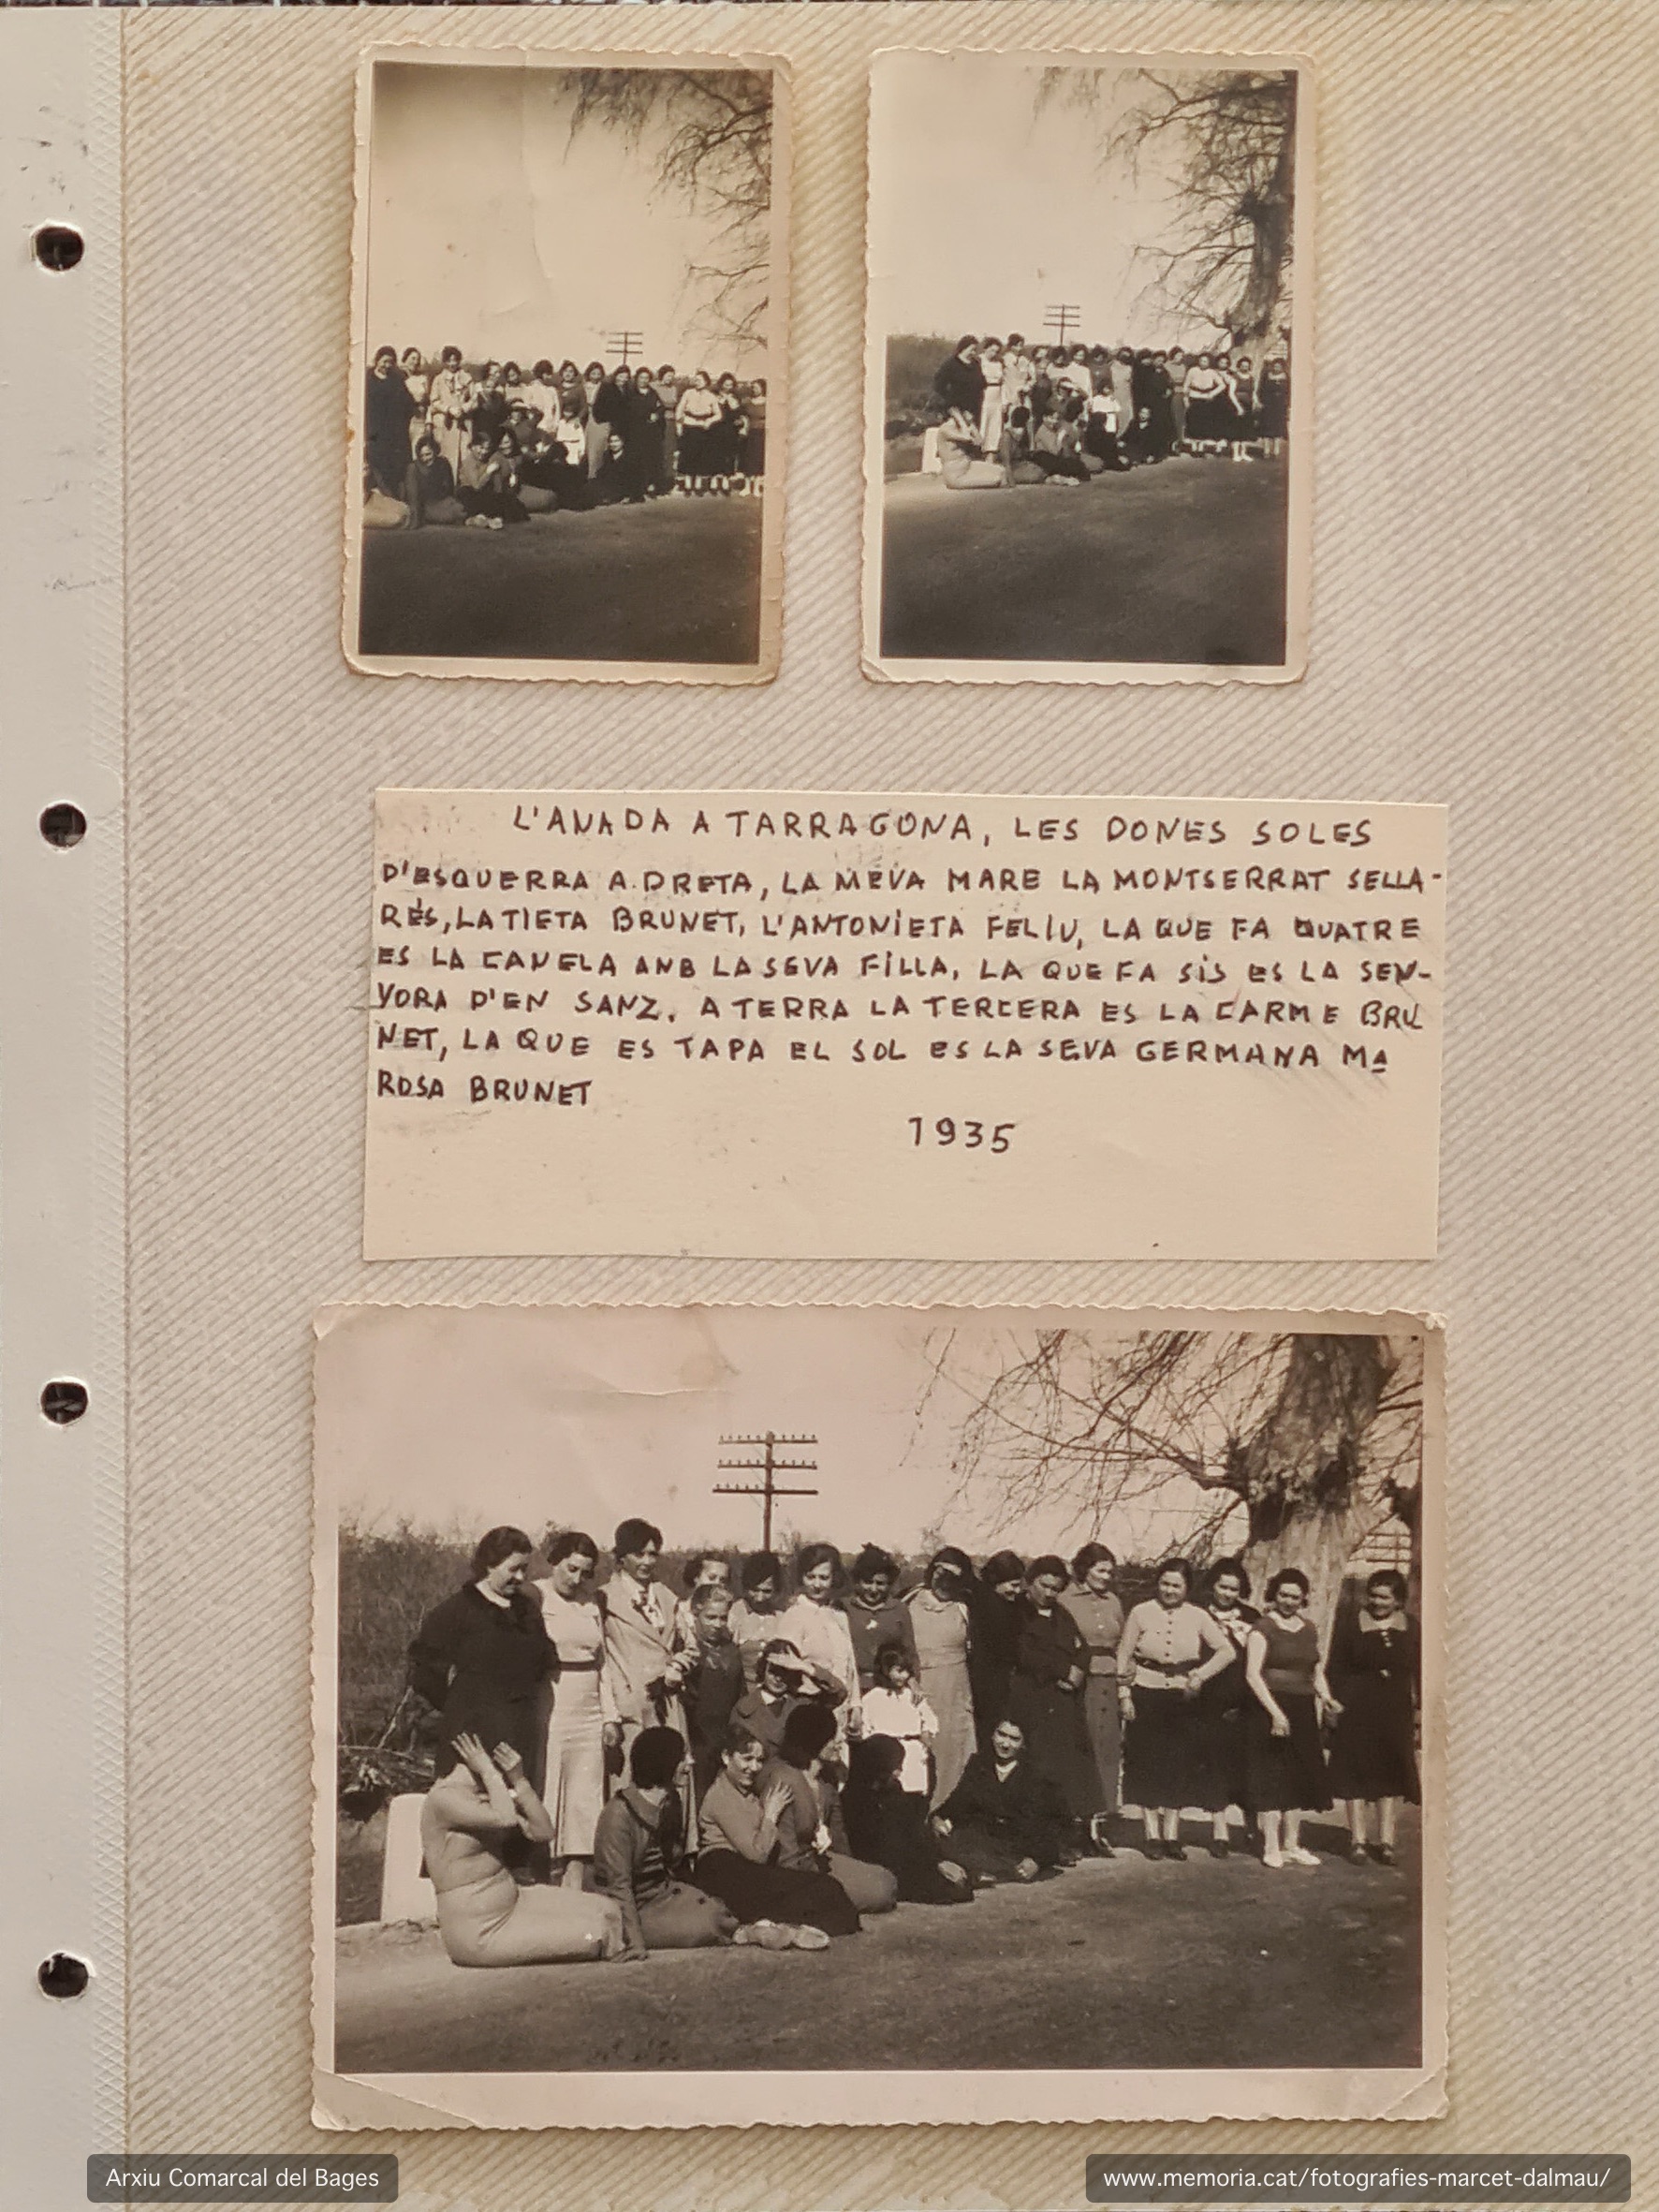 L'ANADA A TARRAGONA, LES DONES SOLES
D'ESQUERRA A DRETA, LA MEVA MARE LA MONTSERRAT SELLA-
RÉS, LA TIETA BRUNET, L'ANTONIETA FELIU, LA QUE FA QUATRE
ES LA CANELA ANB LA SEVA FILLA, LA QUE FA SIS ES LA SEN-
YORA D'EN SANZ. A TERRA LA TERCERA ES LA CARME BRU
NET, LA QUE ES TAPA EL SOL ES LA SEVA GERMANA Mª
ROSA BRUNET
1935
Arxiu Comarcal del Bages
www.memoria.cat/fotografies-marcet-dalmau/